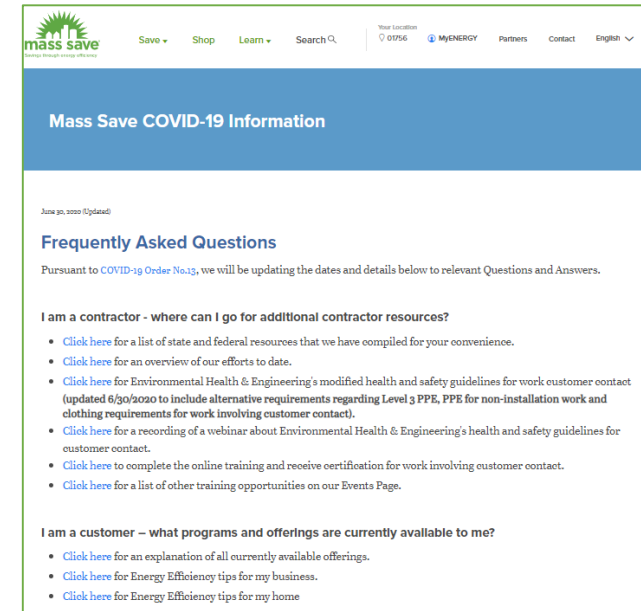 mass save
Savings through energy efficiency
Save
Shop
Learn
Search
Your Location
01756
MyENERGY
Partners
Contact
English
Mass Save COVID-19 Information
June 30, 2020 (Updated)
Frequently Asked Questions
Pursuant to COVID-19 Order No.13, we will be updating the dates and details below to relevant Questions and Answers.
I am a contractor - where can I go for additional contractor resources?
• Click here for a list of state and federal resources that we have compiled for your convenience.
• Click here for an overview of our efforts to date.
• Click here for Environmental Health & Engineering's modified health and safety guidelines for work customer contact
(updated 6/30/2020 to include alternative requirements regarding Level 3 PPE, PPE for non-installation work and
clothing requirements for work involving customer contact).
• Click here for a recording of a webinar about Environmental Health & Engineering's health and safety guidelines for
customer contact.
• Click here to complete the online training and receive certification for work involving customer contact.
• Click here for a list of other training opportunities on our Events Page.
I am a customer – what programs and offerings are currently available to me?
• Click here for an explanation of all currently available offerings.
• Click here for Energy Efficiency tips for my business.
• Click here for Energy Efficiency tips for my home